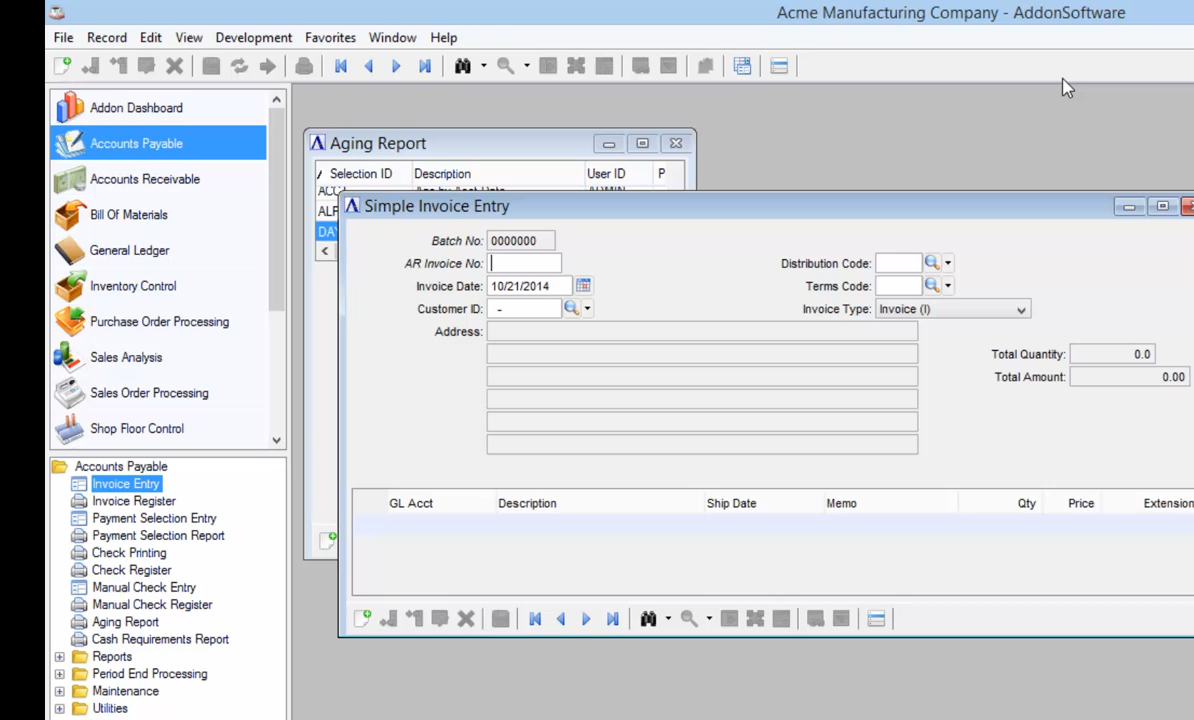 Acme Manufacturing Company - AddonSoftware
File Record Edit View Development Favorites Window Help
Addon Dashboard
Accounts Payable
Accounts Receivable
Bill Of Materials
General Ledger
Inventory Control
Purchase Order Processing
Sales Analysis
Sales Order Processing
Shop Floor Control
Accounts Payable
Invoice Entry
Invoice Register
Payment Selection Entry
Payment Selection Report
Check Printing
Check Register
Manual Check Entry
Manual Check Register
Aging Report
Cash Requirements Report
Reports
Period End Processing
Maintenance
Utilities
Aging Report
Selection ID Description User ID P
Simple Invoice Entry
Batch No: 0000000
AR Invoice No: Distribution Code:
Invoice Date: 10/21/2014 Terms Code:
Customer ID: - Invoice Type: Invoice (I)
Address:
Total Quantity: 0.0
Total Amount: 0.00
GL Acct Description Ship Date Memo Qty Price Extension